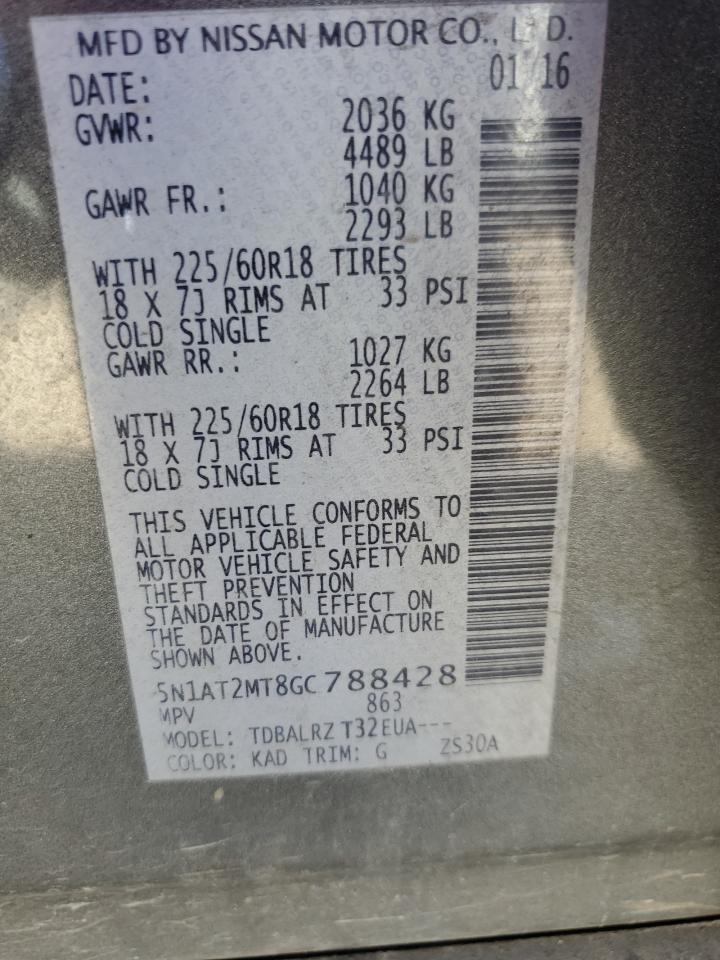 MFD BY NISSAN MOTOR CO., L D.
DATE: 01/16
GVWR: 2036 KG
4489 LB
GAWR FR.: 1040 KG
2293 LB
WITH 225/60R18 TIRES
18 X 7J RIMS AT 33 PSI
COLD SINGLE
GAWR RR.: 1027 KG
2264 LB
WITH 225/60R18 TIRES
18 X 7J RIMS AT 33 PSI
COLD SINGLE
THIS VEHICLE CONFORMS TO
ALL APPLICABLE FEDERAL
MOTOR VEHICLE SAFETY AND
THEFT PREVENTION
STANDARDS IN EFFECT ON
THE DATE OF MANUFACTURE
SHOWN ABOVE.
5N1AT2MT8GC788428
MPV 863
MODEL: TDBALRZ T32EUA---
COLOR: KAD TRIM: G ZS30A